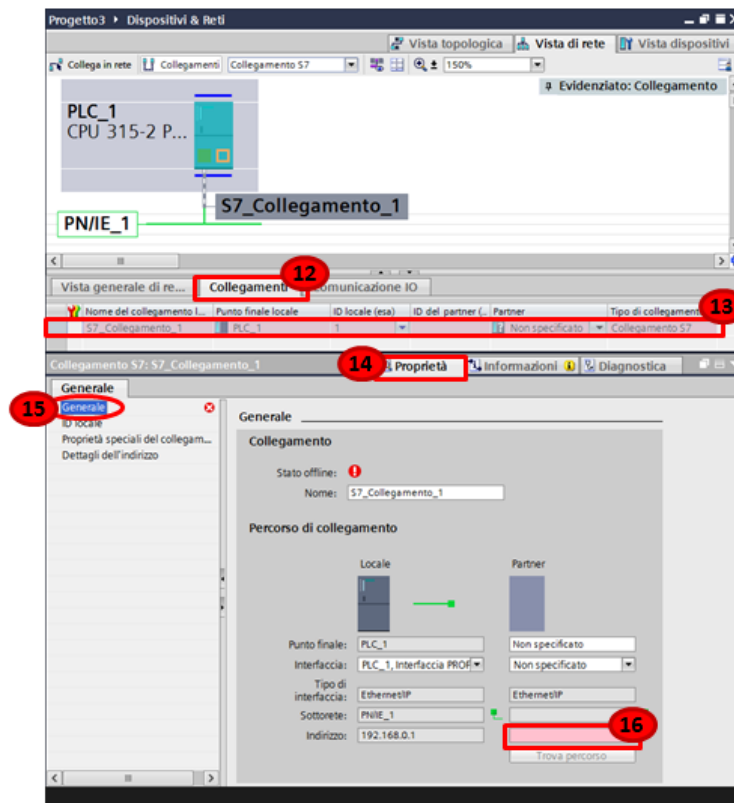 Progetto3 ▸ Dispositivi & Reti
Vista topologica Vista di rete Vista dispositivi
Collega in rete Collegamenti Collegamento S7 150%
Evidenziato: Collegamento
PLC_1
CPU 315-2 P...
S7_Collegamento_1
PN/IE_1
12
Vista generale di re... Collegamenti omunicazione IO
13
Nome del collegamento l... Punto finale locale ID locale (esa) ID del partner (.. Partner Tipo di collegament
S7_Collegamento_1 PLC_1 1 Non specificato Collegamento S7
14
Collegamento S7: S7_Collegamento_1 Proprietà Informazioni Diagnostica
Generale
15
Generale
ID locale
Proprietà speciali del collegam...
Dettagli dell'indirizzo
Generale
Collegamento
Stato offline:
Nome: S7_Collegamento_1
Percorso di collegamento
Locale Partner
Punto finale: PLC_1 Non specificato
Interfaccia: PLC_1, Interfaccia PROF Non specificato
Tipo di
interfaccia: Ethernet/IP Ethernet/IP
Sottorete: PN/IE_1
16
Indirizzo: 192.168.0.1
Trova percorso